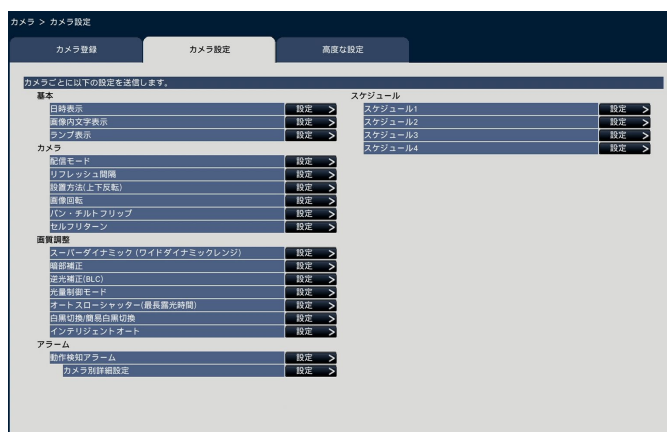 カメラ > カメラ設定
カメラ登録
カメラ設定
高度な設定
カメラごとに以下の設定を送信します。
基本
日時表示 設定 >
画像内文字表示 設定 >
ランプ表示 設定 >
カメラ
配信モード 設定 >
リフレッシュ間隔 設定 >
設置方法(上下反転) 設定 >
画像回転 設定 >
パン・チルトフリップ 設定 >
セルフリターン 設定 >
画質調整
スーパーダイナミック (ワイドダイナミックレンジ) 設定 >
暗部補正 設定 >
逆光補正(BLC) 設定 >
光量制御モード 設定 >
オートスローシャッター(最長露光時間) 設定 >
白黒切換/簡易白黒切換 設定 >
インテリジェントオート 設定 >
アラーム
動作検知アラーム 設定 >
カメラ別詳細設定 設定 >
スケジュール
スケジュール1 設定 >
スケジュール2 設定 >
スケジュール3 設定 >
スケジュール4 設定 >